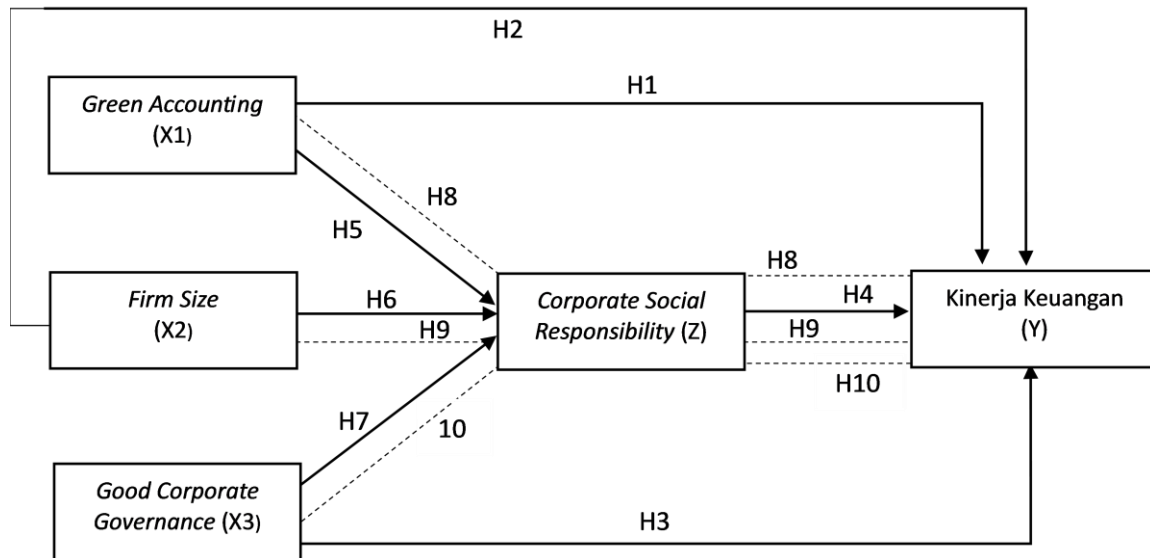 H2
H1
Green Accounting
(X1)
H8
H5
H8
Firm Size
(X2)
H6
H9
Corporate Social
Responsibility (Z)
H4
H9
Kinerja Keuangan
(Y)
H10
H7
10
Good Corporate
Governance (X3)
H3